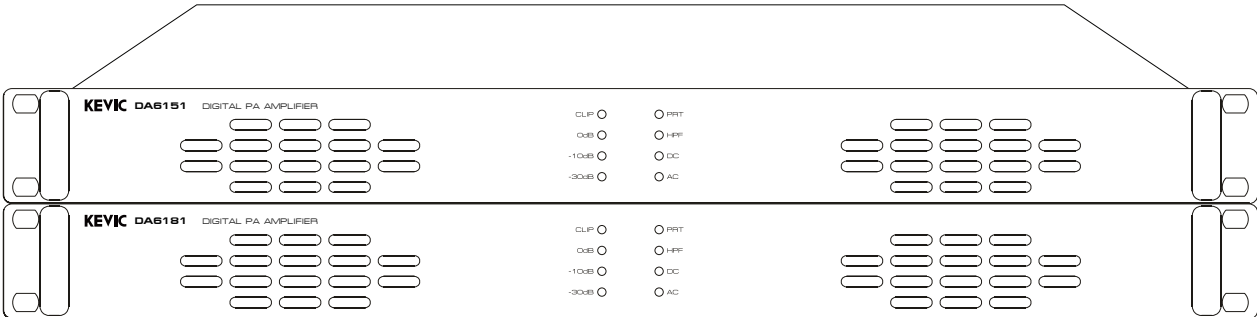 KEVIC DA6151 DIGITAL PA AMPLIFIER
CLIP PRT
0dB HPF
-10dB DC
-30dB AC
KEVIC DA6181 DIGITAL PA AMPLIFIER
CLIP PRT
0dB HPF
-10dB DC
-30dB AC